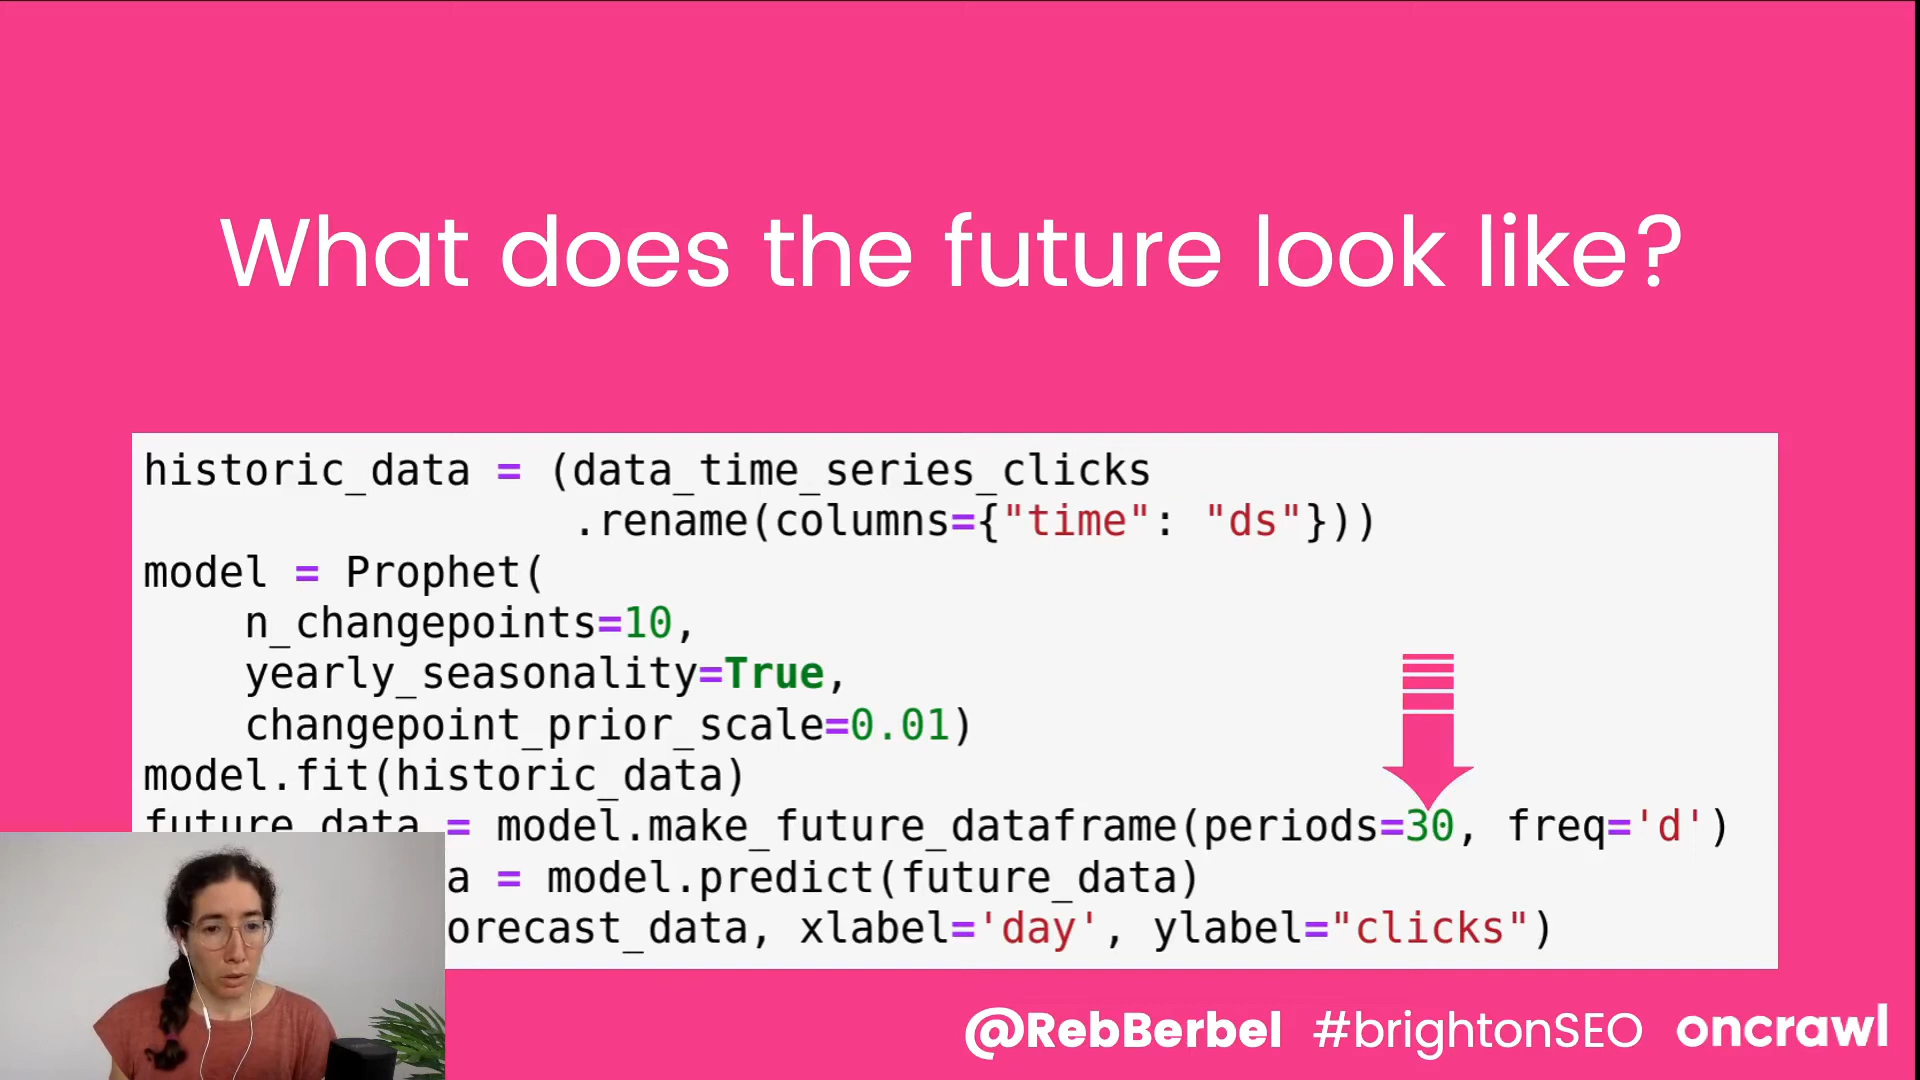 What does the future look like?
historic_data = (data_time_series_clicks
.rename(columns={"time": "ds"}))
model = Prophet(
n_changepoints=10,
yearly_seasonality=True,
changepoint_prior_scale=0.01)
model.fit(historic_data)
future_data = model.make_future_dataframe(periods=30, freq='d')
a = model.predict(future_data)
orecast_data, xlabel='day', ylabel="clicks")
@RebBerbel #brightonSEO oncrawl